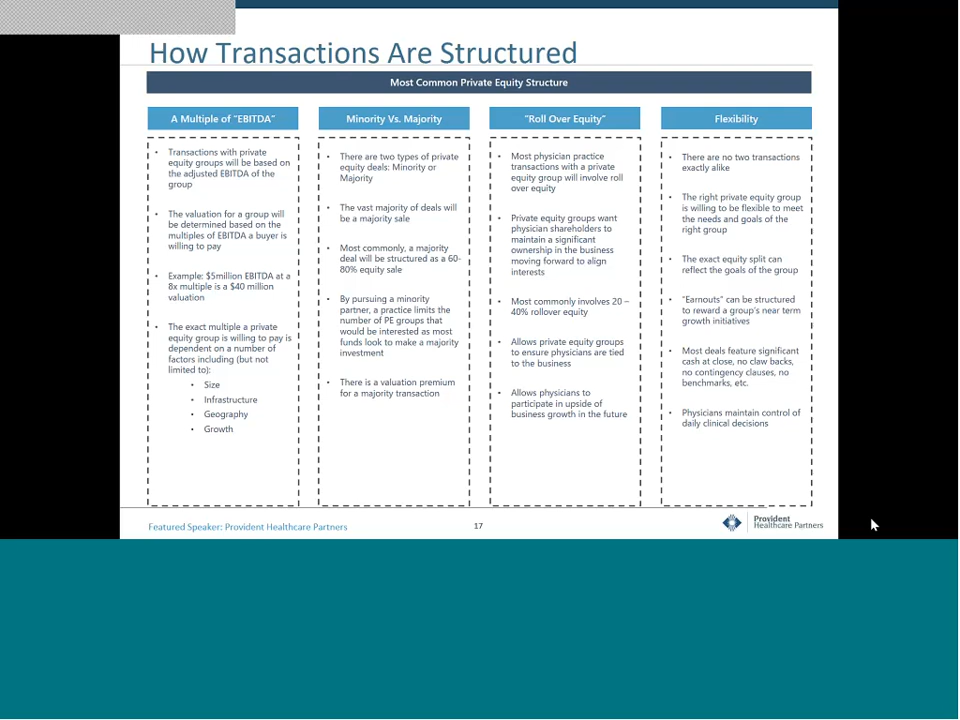 How Transactions Are Structured
Most Common Private Equity Structure
A Multiple of "EBITDA"
• Transactions with private
equity groups will be based on
the adjusted EBITDA of the
group
• The valuation for a group will
be determined based on the
multiples of EBITDA a buyer is
willing to pay
• Example: $5million EBITDA at a
8x multiple is a $40 million
valuation
• The exact multiple a private
equity group is willing to pay is
dependent on a number of
factors including (but not
limited to):
• Size
• Infrastructure
• Geography
• Growth
Minority Vs. Majority
• There are two types of private
equity deals: Minority or
Majority
• The vast majority of deals will
be a majority sale
• Most commonly, a majority
deal will be structured as a 60-
80% equity sale
• By pursuing a minority
partner, a practice limits the
number of PE groups that
would be interested as most
funds look to make a majority
investment
• There is a valuation premium
for a majority transaction
"Roll Over Equity"
• Most physician practice
transactions with a private
equity group will involve roll
over equity
• Private equity groups want
physician shareholders to
maintain a significant
ownership in the business
moving forward to align
interests
• Most commonly involves 20 –
40% rollover equity
• Allows private equity groups
to ensure physicians are tied
to the business
• Allows physicians to
participate in upside of
business growth in the future
Flexibility
• There are no two transactions
exactly alike
• The right private equity group
is willing to be flexible to meet
the needs and goals of the
right group
• The exact equity split can
reflect the goals of the group
• "Earnouts" can be structured
to reward a group's near term
growth initiatives
• Most deals feature significant
cash at close, no claw backs,
no contingency clauses, no
benchmarks, etc.
• Physicians maintain control of
daily clinical decisions
Featured Speaker: Provident Healthcare Partners
17
Provident
Healthcare Partners